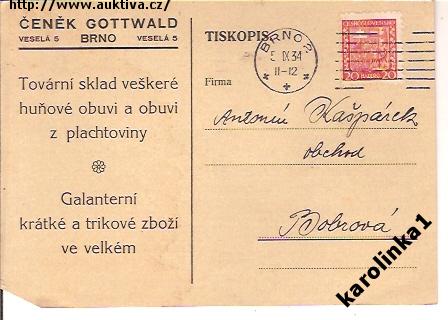 http://www.auktiva.cz/
ČENĚK GOTTWALD
VESELÁ 5 BRNO VESELÁ 5
Tovární sklad veškeré
huňové obuvi a obuvi
z plachtoviny
Galanterní
krátké a trikové zboží
ve velkém
TISKOPIS
BRNO 2
5. IX 34
11-12
ČESKOSLOVENSKO
20 HALÉŘŮ 20
Firma
Antonín Kašpárek
obchod
Bobrová
karolinka1